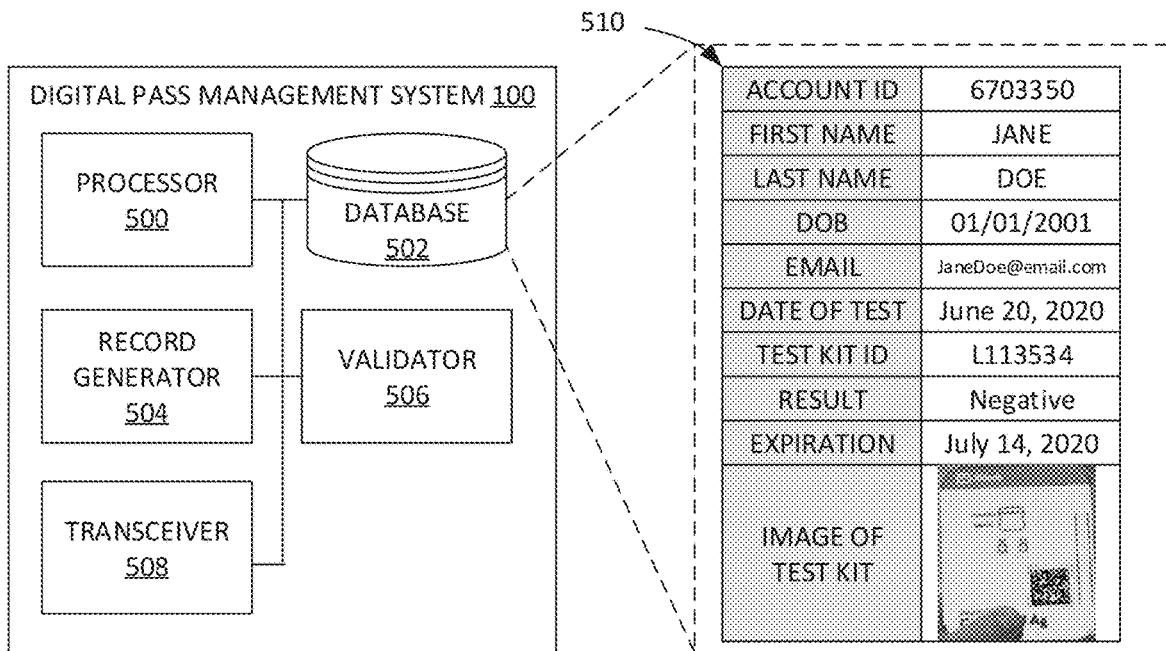 510
DIGITAL PASS MANAGEMENT SYSTEM 100
PROCESSOR
500
DATABASE
502
RECORD
GENERATOR
504
VALIDATOR
506
TRANSCEIVER
508
ACCOUNT ID 6703350
FIRST NAME JANE
LAST NAME DOE
DOB 01/01/2001
EMAIL JaneDoe@email.com
DATE OF TEST June 20, 2020
TEST KIT ID L113534
RESULT Negative
EXPIRATION July 14, 2020
IMAGE OF
TEST KIT
Ag